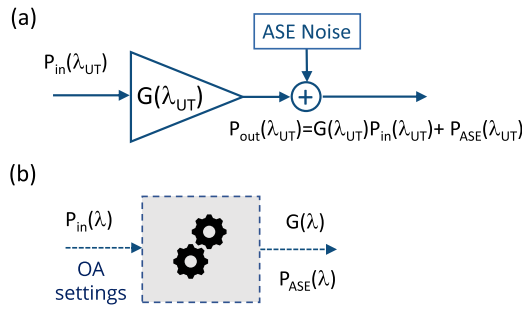 (a)
ASE Noise
P_in(λ_UT)
G(λ_UT)
+
P_out(λ_UT)=G(λ_UT)P_in(λ_UT)+ P_ASE(λ_UT)
(b)
P_in(λ)
G(λ)
OA
settings
P_ASE(λ)